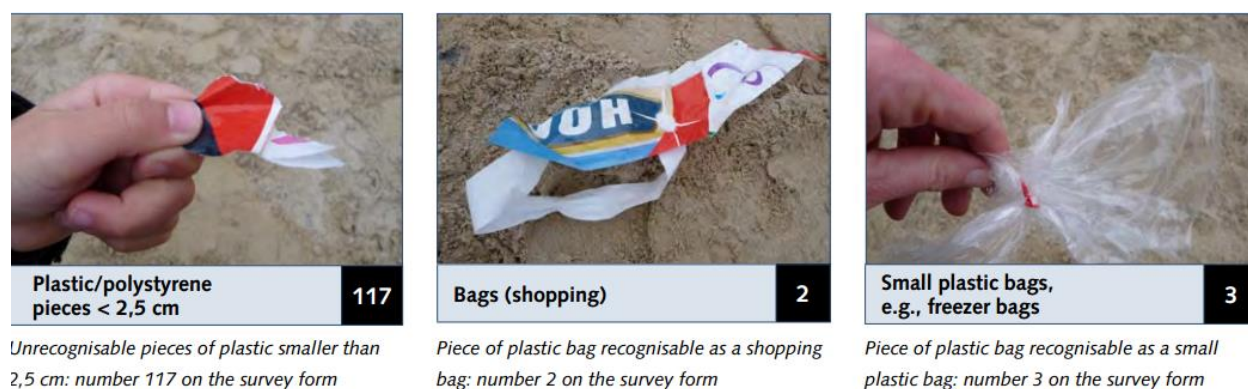 HOP
Plastic/polystyrene
pieces < 2,5 cm
117
Bags (shopping)
2
Small plastic bags,
e.g., freezer bags
3
Unrecognisable pieces of plastic smaller than
2,5 cm: number 117 on the survey form
Piece of plastic bag recognisable as a shopping
bag: number 2 on the survey form
Piece of plastic bag recognisable as a small
plastic bag: number 3 on the survey form